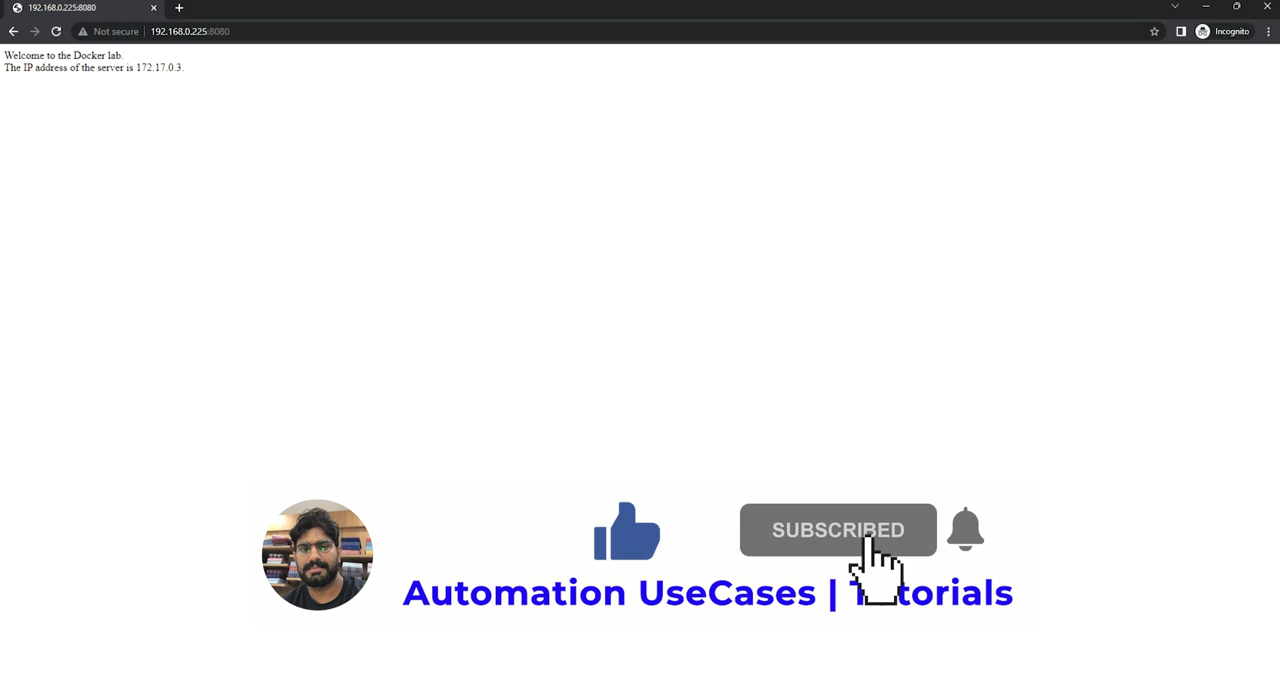 192.168.0.225:8080
Not secure
192.168.0.225:8080
Incognito
Welcome to the Docker lab.
The IP address of the server is 172.17.0.3.
SUBSCRIBED
Automation UseCases | Tutorials